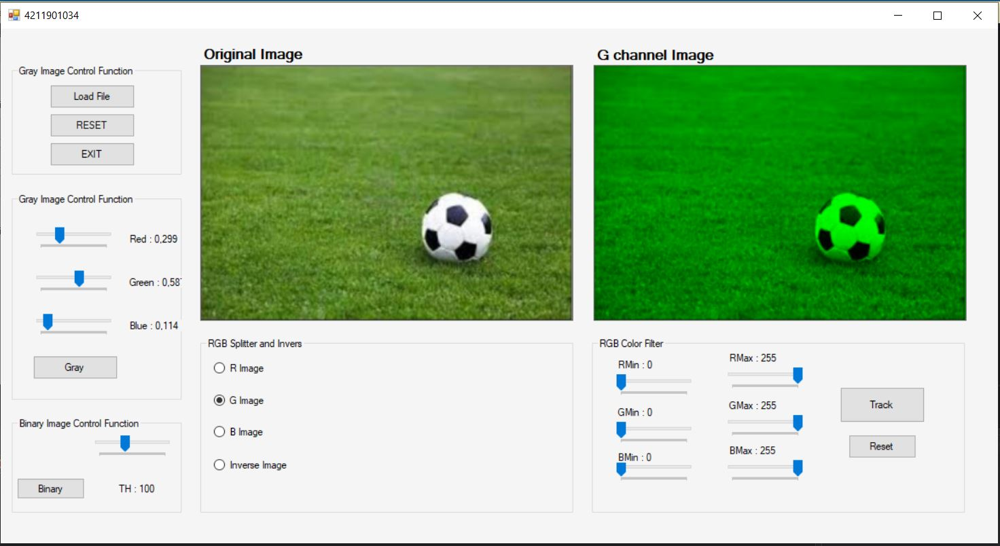 4211901034
Original Image
G channel Image
Gray Image Control Function
Load File
RESET
EXIT
Gray Image Control Function
Red : 0,299
Green : 0,587
Blue : 0,114
Gray
Binary Image Control Function
Binary
TH : 100
RGB Splitter and Invers
R Image
G Image
B Image
Inverse Image
RGB Color Filter
RMin : 0
RMax : 255
GMin : 0
GMax : 255
BMin : 0
BMax : 255
Track
Reset